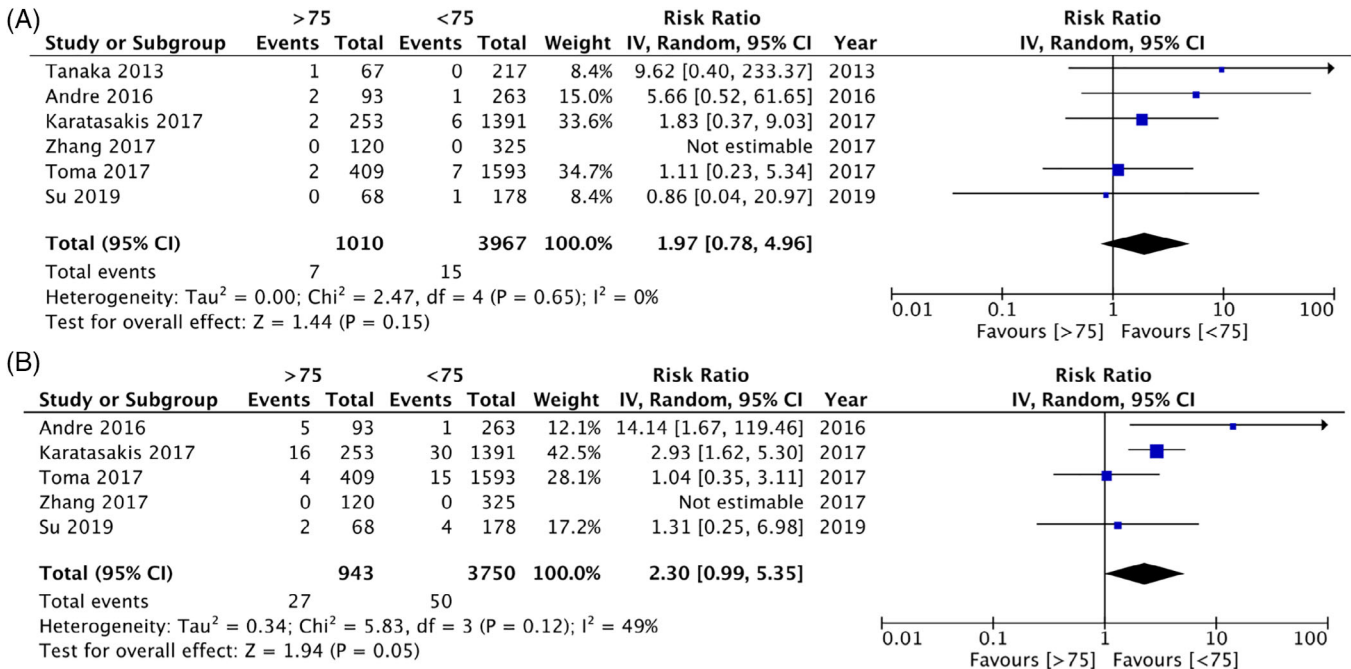 (A)
>75 <75 Risk Ratio Risk Ratio
Study or Subgroup Events Total Events Total Weight IV, Random, 95% CI Year IV, Random, 95% CI
Tanaka 2013 1 67 0 217 8.4% 9.62 [0.40, 233.37] 2013
Andre 2016 2 93 1 263 15.0% 5.66 [0.52, 61.65] 2016
Karatasakis 2017 2 253 6 1391 33.6% 1.83 [0.37, 9.03] 2017
Zhang 2017 0 120 0 325 Not estimable 2017
Toma 2017 2 409 7 1593 34.7% 1.11 [0.23, 5.34] 2017
Su 2019 0 68 1 178 8.4% 0.86 [0.04, 20.97] 2019
Total (95% CI) 1010 3967 100.0% 1.97 [0.78, 4.96]
Total events 7 15
Heterogeneity: Tau² = 0.00; Chi² = 2.47, df = 4 (P = 0.65); I² = 0%
Test for overall effect: Z = 1.44 (P = 0.15)
0.01 0.1 1 10 100
Favours [>75] Favours [<75]
(B)
>75 <75 Risk Ratio Risk Ratio
Study or Subgroup Events Total Events Total Weight IV, Random, 95% CI Year IV, Random, 95% CI
Andre 2016 5 93 1 263 12.1% 14.14 [1.67, 119.46] 2016
Karatasakis 2017 16 253 30 1391 42.5% 2.93 [1.62, 5.30] 2017
Toma 2017 4 409 15 1593 28.1% 1.04 [0.35, 3.11] 2017
Zhang 2017 0 120 0 325 Not estimable 2017
Su 2019 2 68 4 178 17.2% 1.31 [0.25, 6.98] 2019
Total (95% CI) 943 3750 100.0% 2.30 [0.99, 5.35]
Total events 27 50
Heterogeneity: Tau² = 0.34; Chi² = 5.83, df = 3 (P = 0.12); I² = 49%
Test for overall effect: Z = 1.94 (P = 0.05)
0.01 0.1 1 10 100
Favours [>75] Favours [<75]